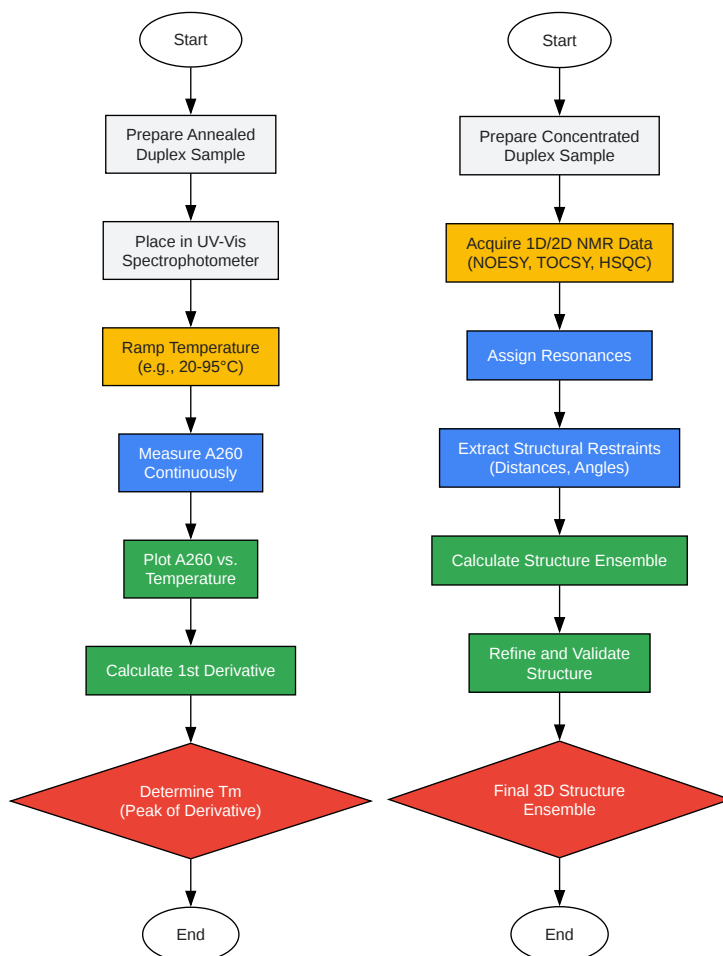 Start
Prepare Annealed
Duplex Sample
Place in UV-Vis
Spectrophotometer
Ramp Temperature
(e.g., 20-95°C)
Measure A260
Continuously
Plot A260 vs.
Temperature
Calculate 1st Derivative
Determine Tm
(Peak of Derivative)
End
Start
Prepare Concentrated
Duplex Sample
Acquire 1D/2D NMR Data
(NOESY, TOCSY, HSQC)
Assign Resonances
Extract Structural Restraints
(Distances, Angles)
Calculate Structure Ensemble
Refine and Validate
Structure
Final 3D Structure
Ensemble
End